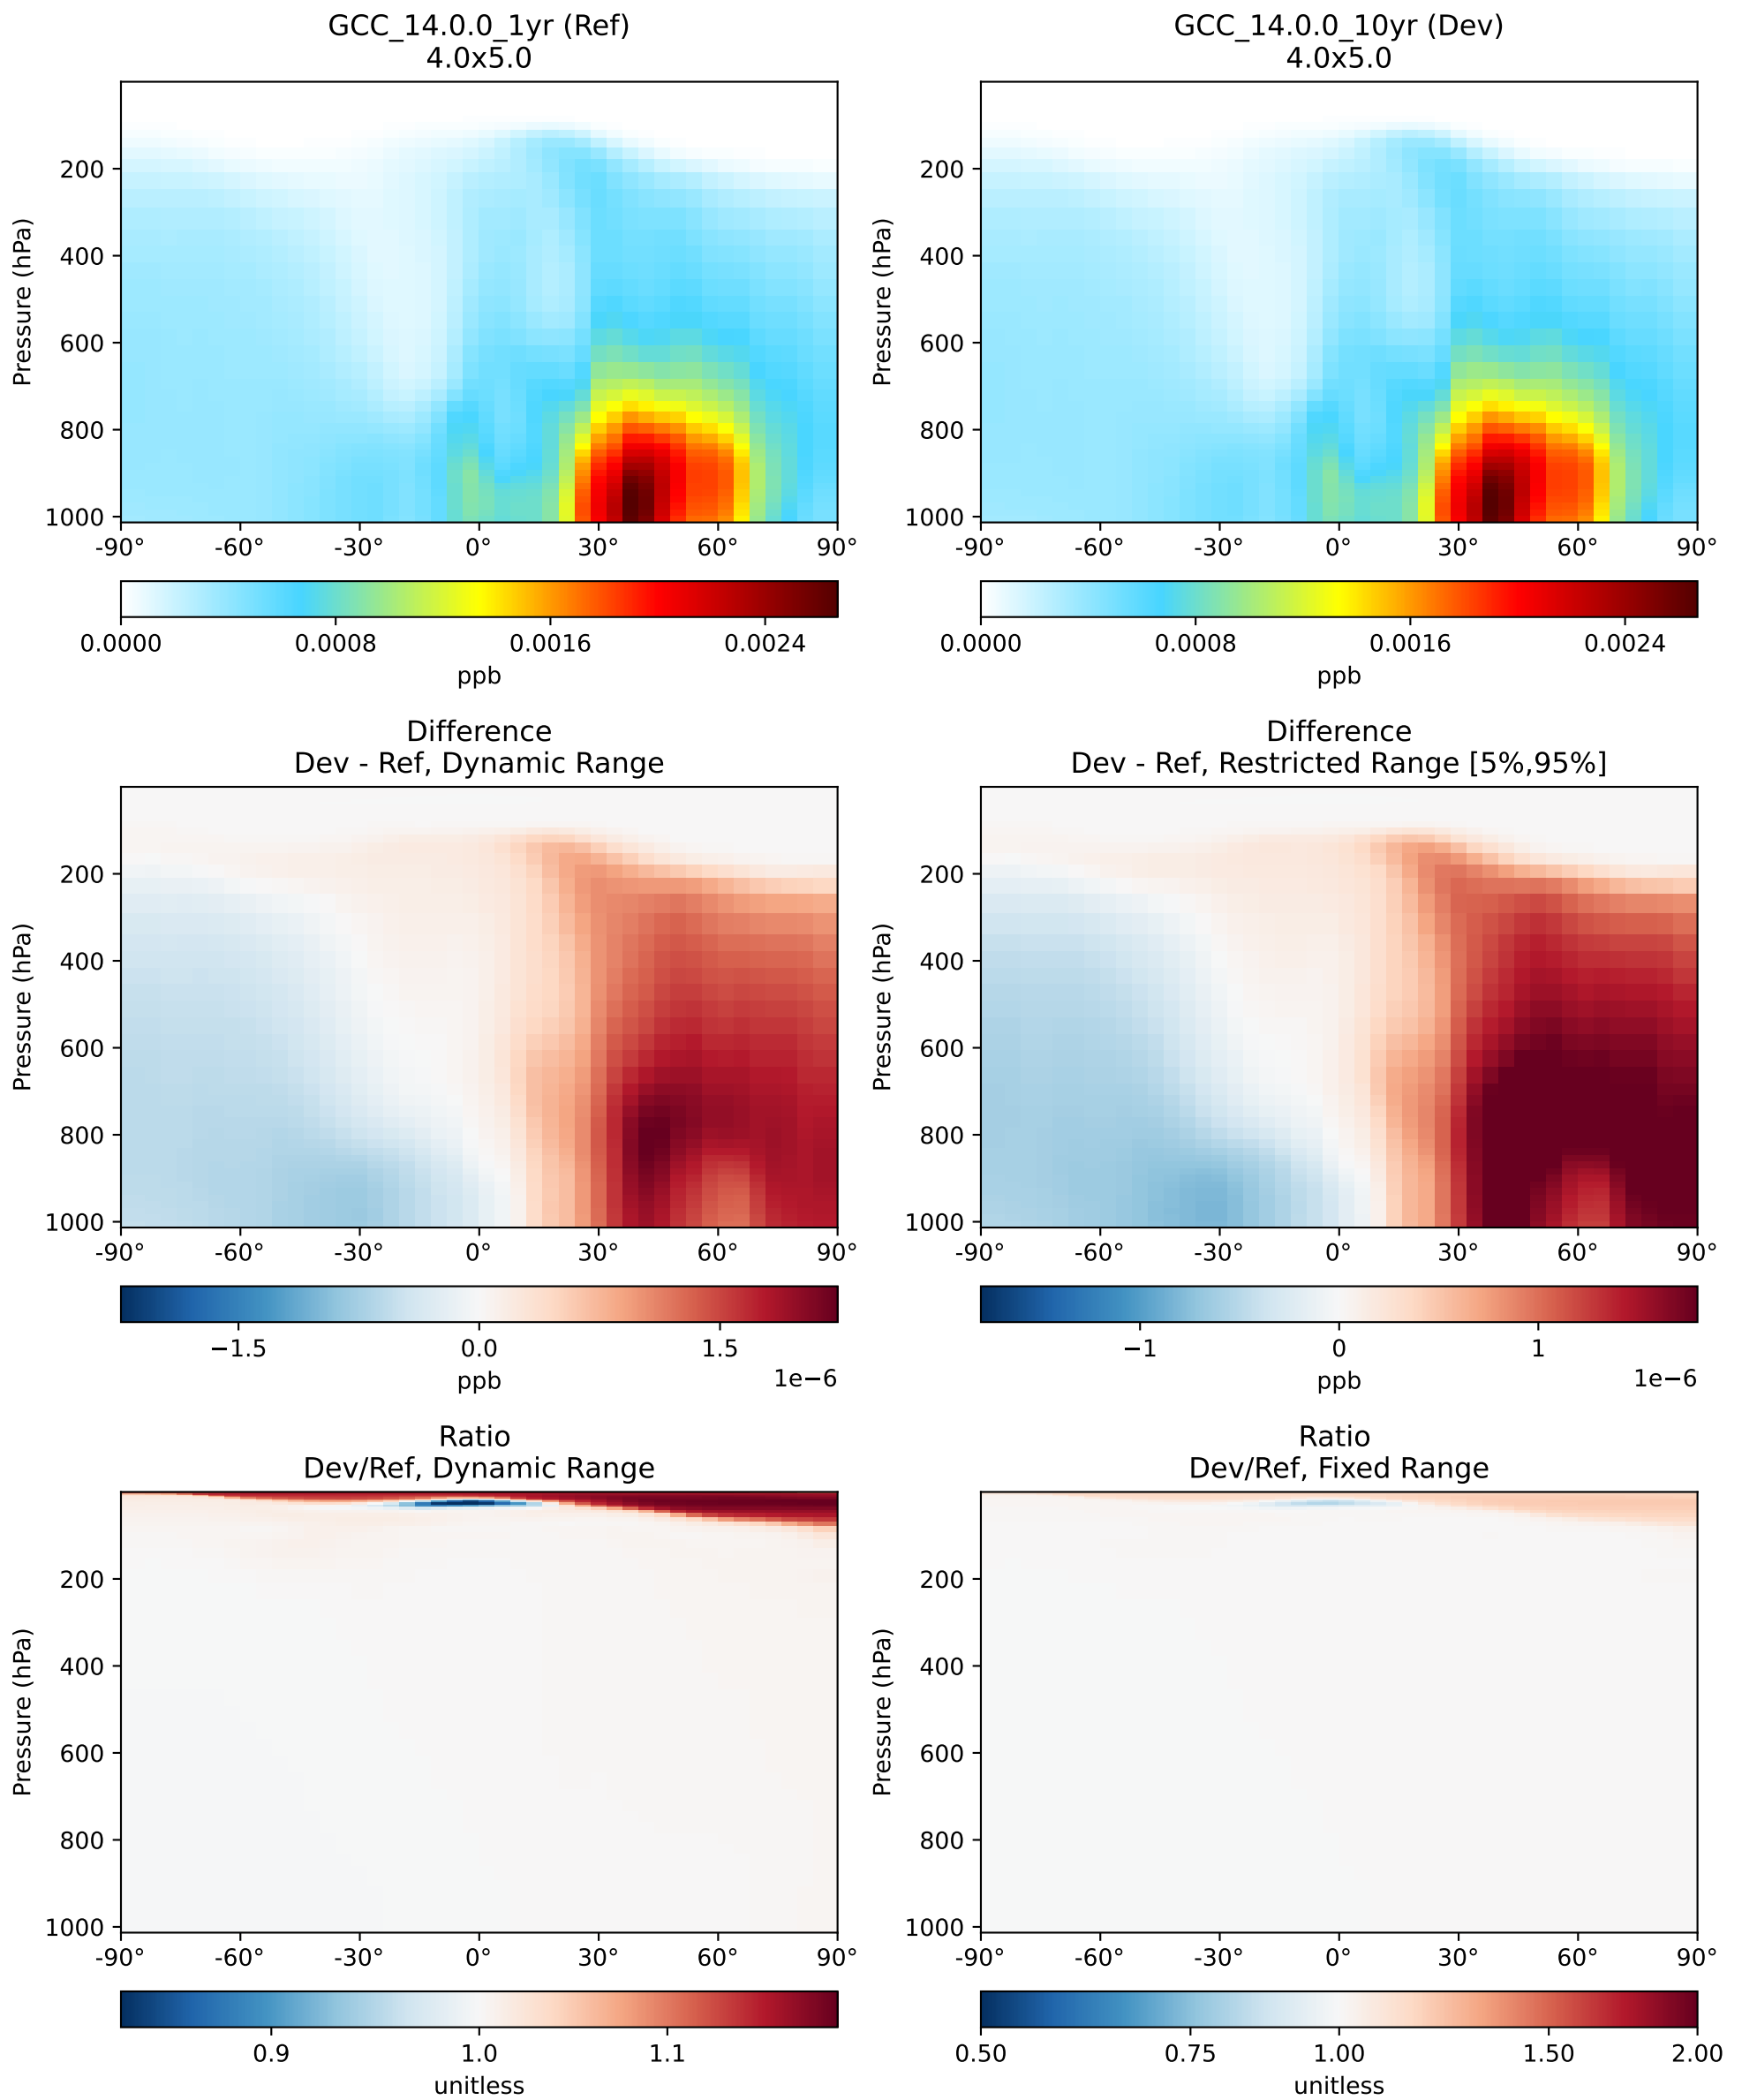 GCC_14.0.0_1yr (Ref)
4.0x5.0
GCC_14.0.0_10yr (Dev)
4.0x5.0
Pressure (hPa)
200
400
600
800
1000
-90° -60° -30° 0° 30° 60° 90°
0.0000 0.0008 0.0016 0.0024
ppb
Pressure (hPa)
200
400
600
800
1000
-90° -60° -30° 0° 30° 60° 90°
0.0000 0.0008 0.0016 0.0024
ppb
Difference
Dev - Ref, Dynamic Range
Difference
Dev - Ref, Restricted Range [5%,95%]
Pressure (hPa)
200
400
600
800
1000
-90° -60° -30° 0° 30° 60° 90°
−1.5 0.0 1.5
ppb 1e−6
Pressure (hPa)
200
400
600
800
1000
-90° -60° -30° 0° 30° 60° 90°
−1 0 1
ppb 1e−6
Ratio
Dev/Ref, Dynamic Range
Ratio
Dev/Ref, Fixed Range
Pressure (hPa)
200
400
600
800
1000
-90° -60° -30° 0° 30° 60° 90°
0.9 1.0 1.1
unitless
Pressure (hPa)
200
400
600
800
1000
-90° -60° -30° 0° 30° 60° 90°
0.50 0.75 1.00 1.50 2.00
unitless